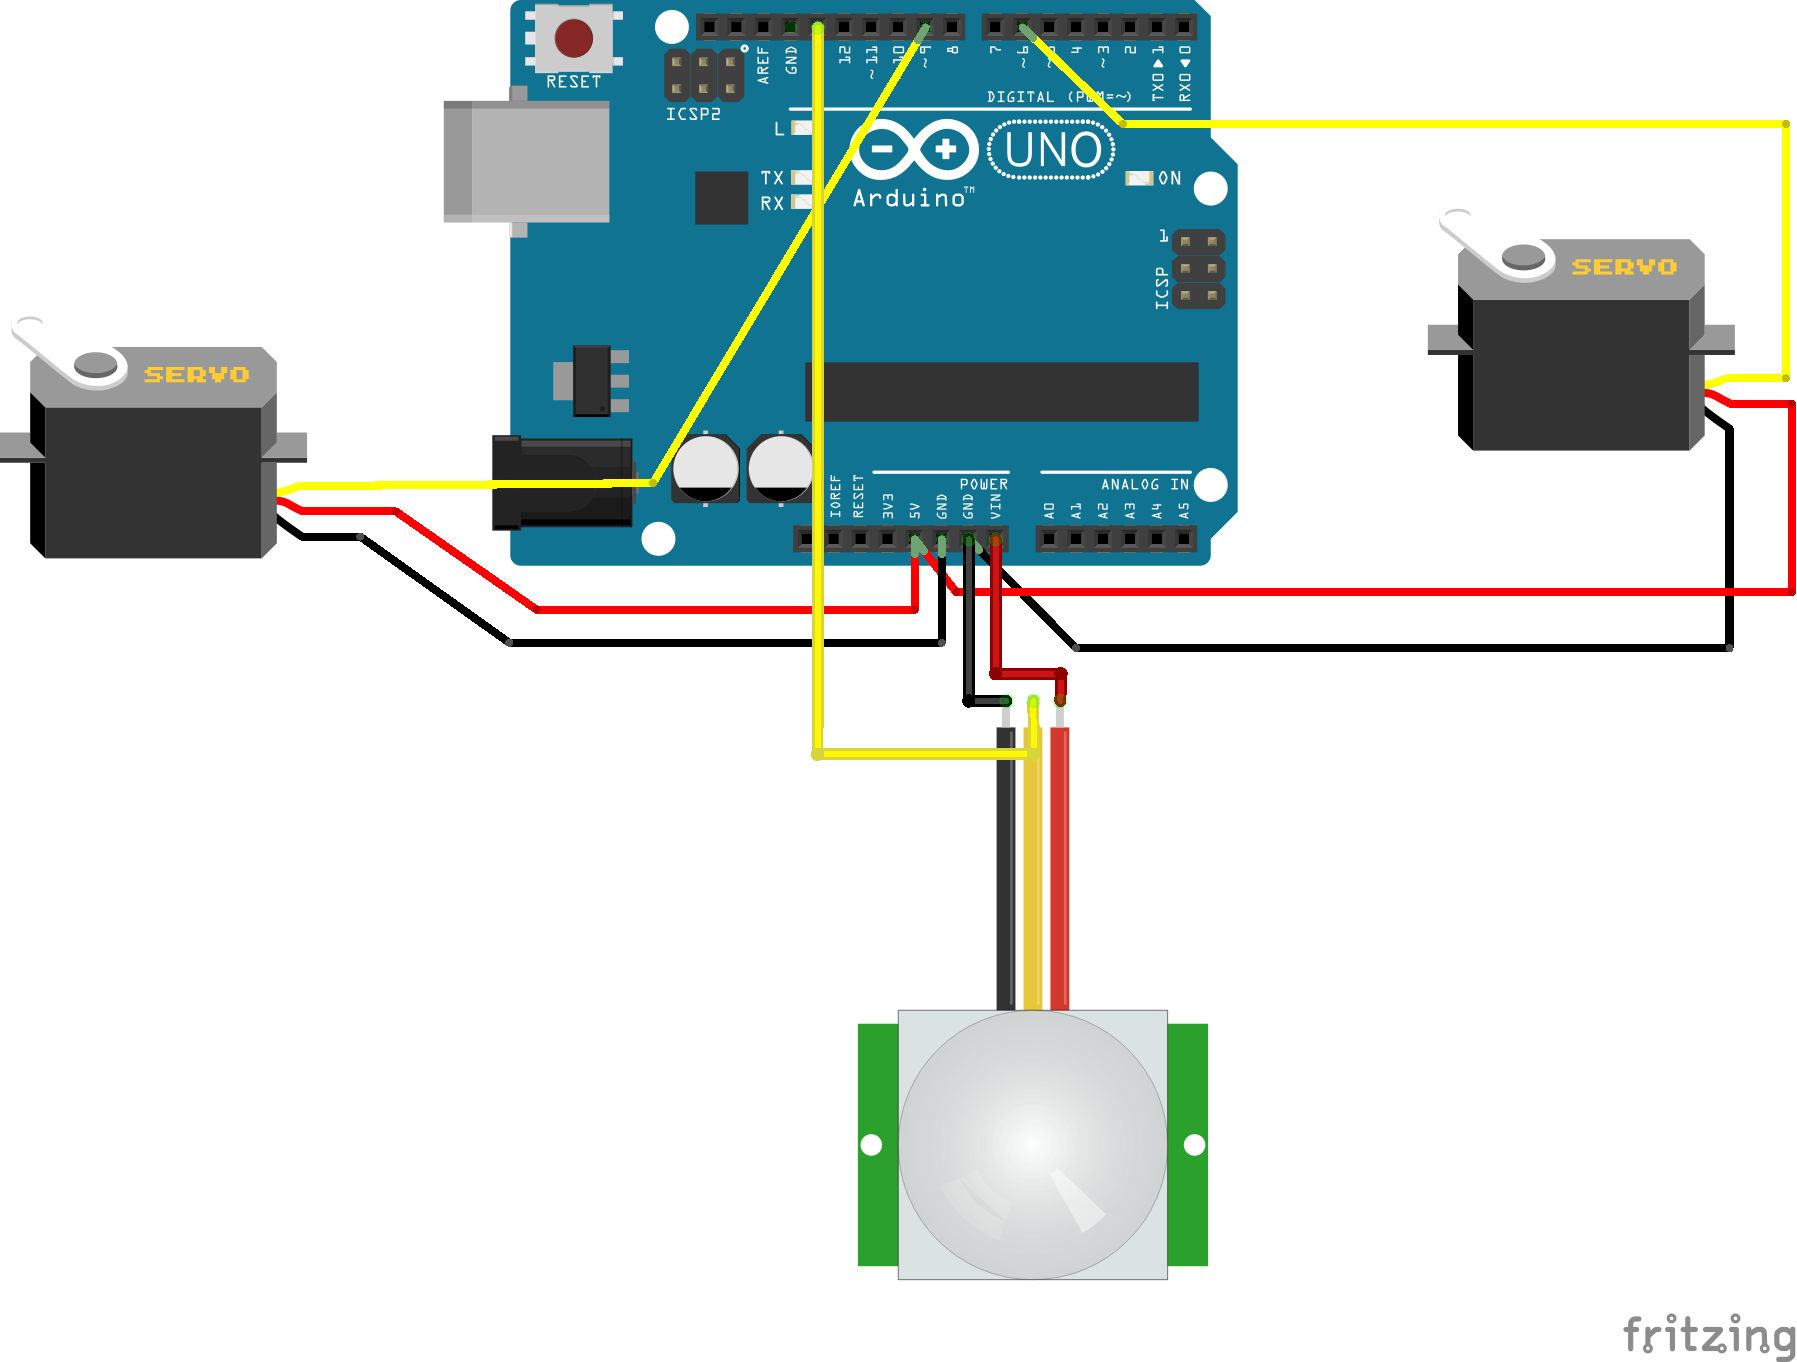 RESET
ICSP2
AREF
GND
12
~11
10
~9
8
7
~6
~5
4
~3
2
TX0 1
RX0 0
DIGITAL (PWM=~)
L
TX
RX
UNO
ON
Arduino™
1
ICSP
SERVO
SERVO
IOREF
RESET
3V3
5V
GND
GND
VIN
POWER
ANALOG IN
A0
A1
A2
A3
A4
A5
fritzing